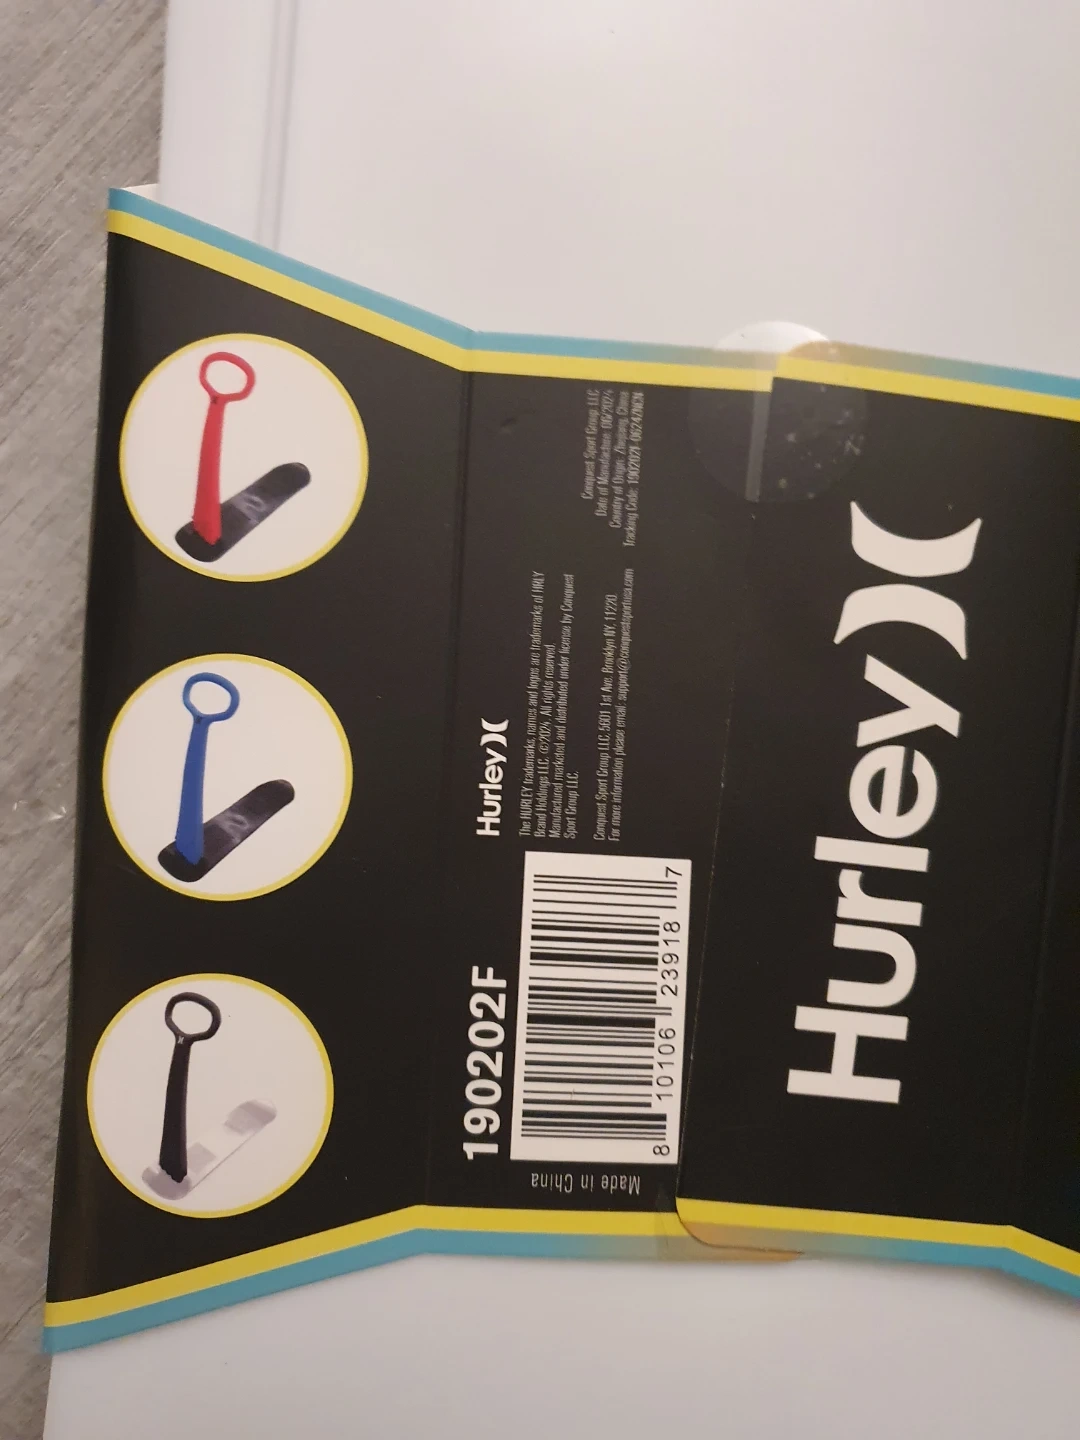 Hurley
The HURLEY trademarks, names and logos are trademarks of HRLY
Brand Holdings LLC. ©2024. All rights reserved.
Manufactured marketed and distributed under license by Conquest
Sport Group LLC.
Conquest Sport Group LLC, 5601 1st Ave. Brooklyn NY, 11220.
For more information please email: support@conquestsportusa.com
Conquest Sport Group, LLC
Date of Manufacture: 06/2024
Country of Origin: Zhejiang, China
19202F
8 10106 23918 7
Made in China
Hurley